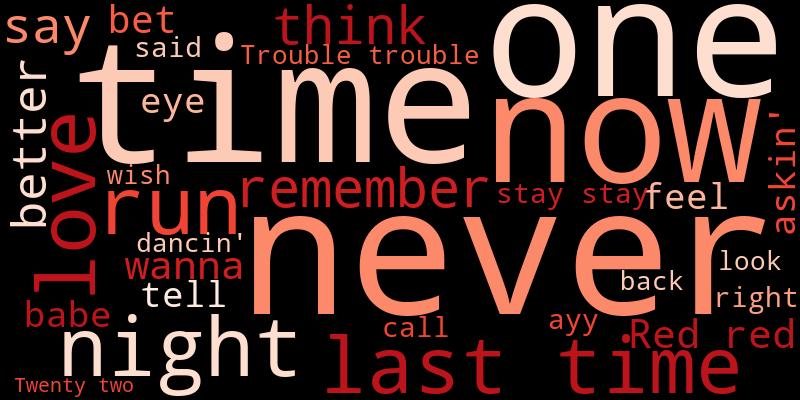 say
bet
think
one
said
Trouble trouble
time
eye
now
better
love
askin'
wish
run
remember
stay stay
feel
never
dancin'
wanna
look
tell
back
right
babe
night
call
ayy
Red red
last time
Twenty two